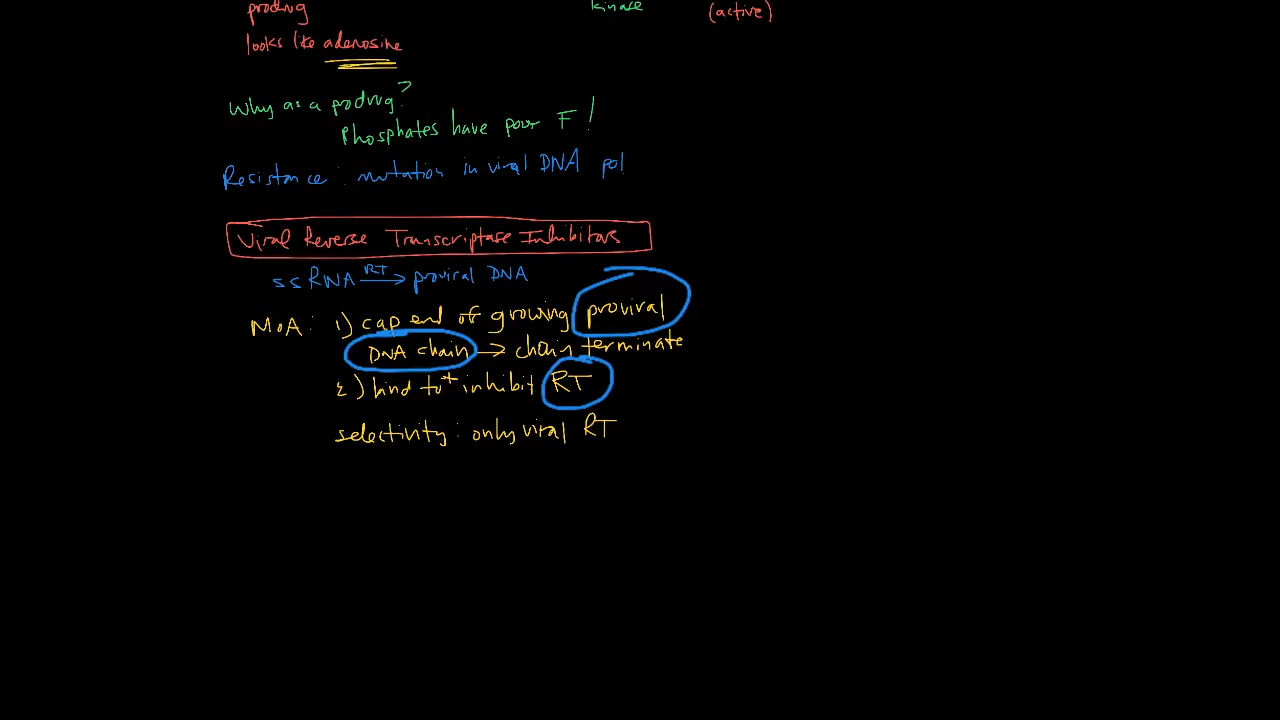 prodrug
kinase
(active)
looks like adenosine
Why as a prodrug?
Phosphates have poor F!
Resistance: mutation in viral DNA pol
Viral Reverse Transcriptase Inhibitors
ssRNA RT → proviral DNA
MoA: 1) cap end of growing proviral
DNA chain → chain terminate
2) bind to + inhibit RT
selectivity: only viral RT